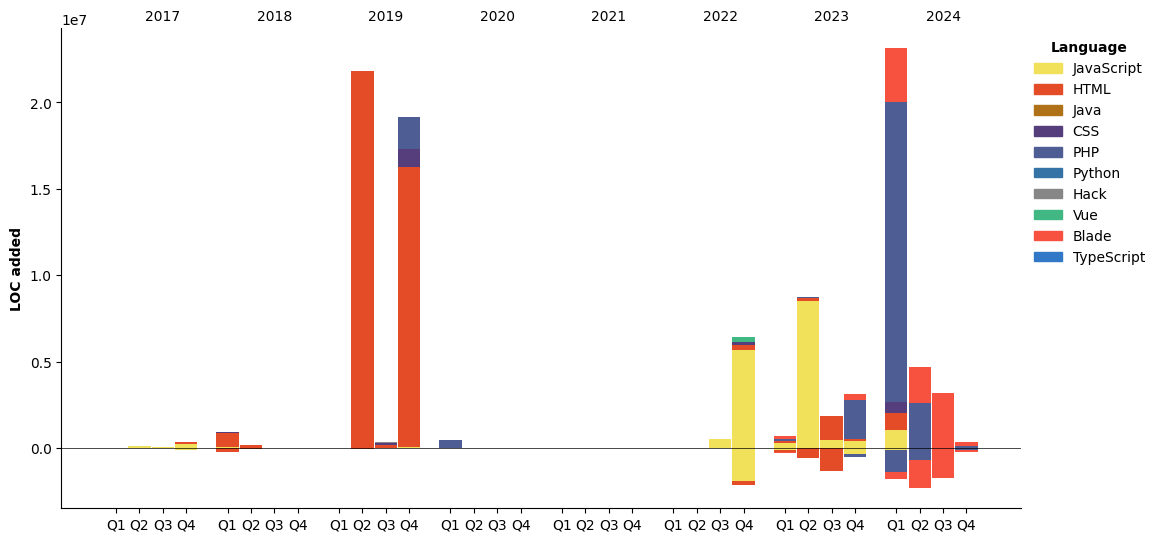 1e7
2017 2018 2019 2020 2021 2022 2023 2024
Language
JavaScript
HTML
Java
CSS
PHP
Python
Hack
Vue
Blade
TypeScript
2.0
1.5
1.0
0.5
0.0
LOC added
Q1 Q2 Q3 Q4 Q1 Q2 Q3 Q4 Q1 Q2 Q3 Q4 Q1 Q2 Q3 Q4 Q1 Q2 Q3 Q4 Q1 Q2 Q3 Q4 Q1 Q2 Q3 Q4 Q1 Q2 Q3 Q4